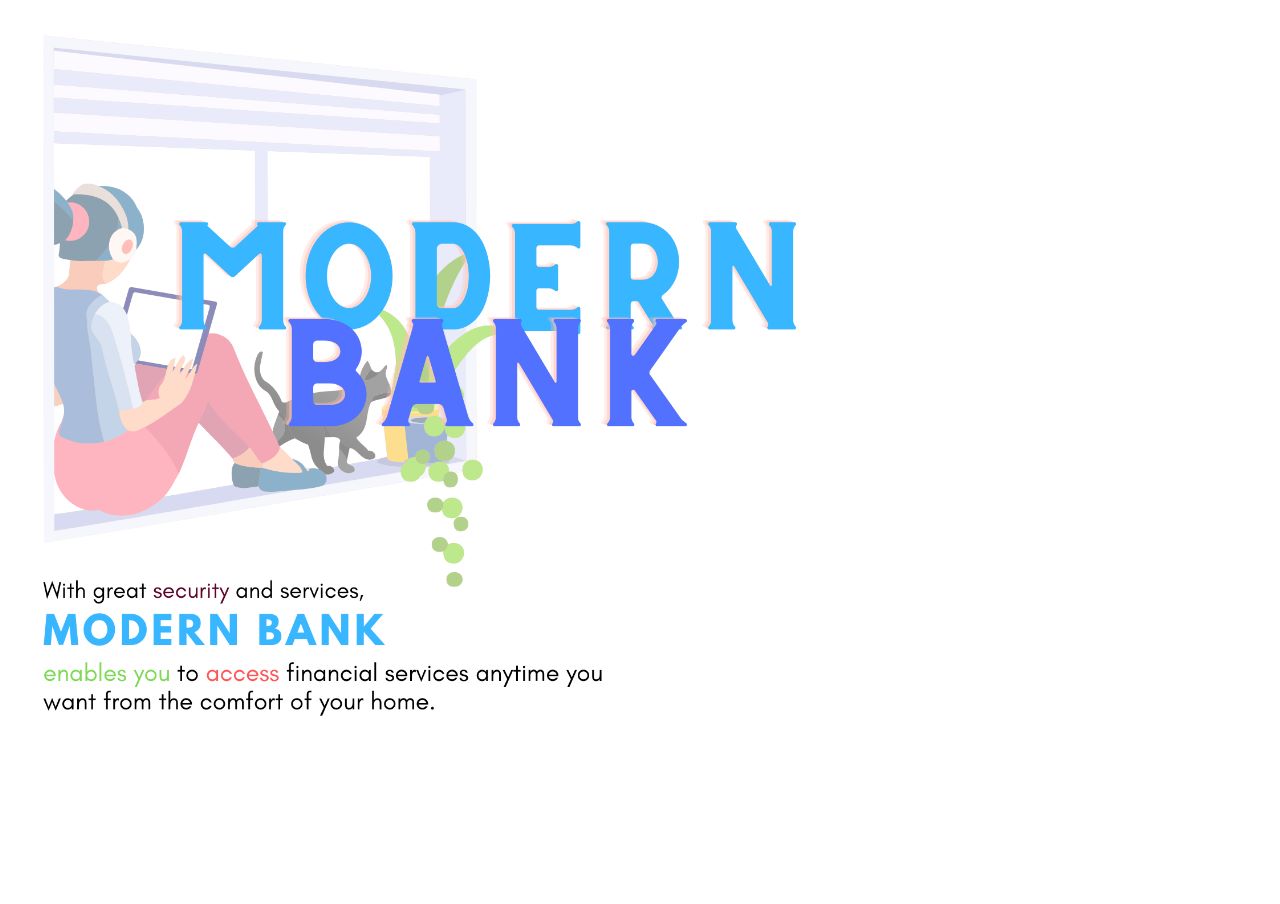 MODERN
BANK
With great security and services,
MODERN BANK
enables you to access financial services anytime you
want from the comfort of your home.